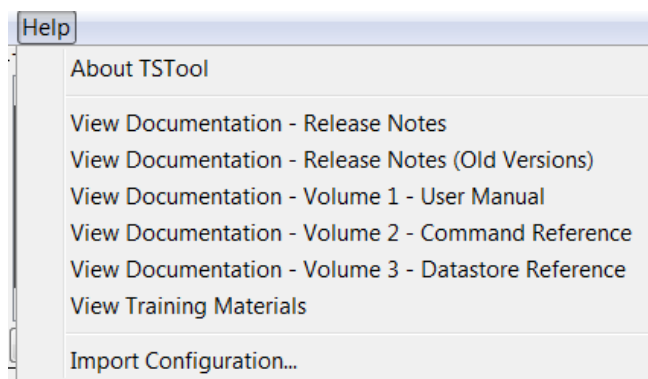 Help
About TSTool
View Documentation - Release Notes
View Documentation - Release Notes (Old Versions)
View Documentation - Volume 1 - User Manual
View Documentation - Volume 2 - Command Reference
View Documentation - Volume 3 - Datastore Reference
View Training Materials
Import Configuration...